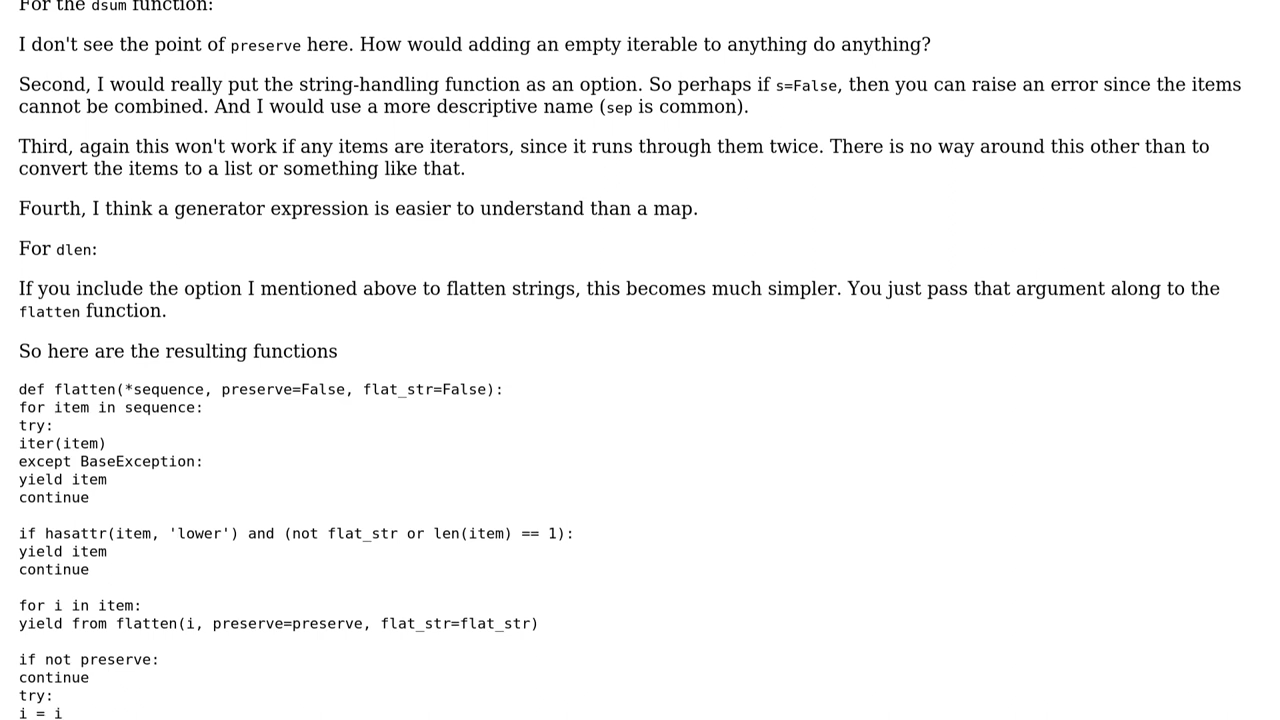 For the dsum function:
I don't see the point of preserve here. How would adding an empty iterable to anything do anything?
Second, I would really put the string-handling function as an option. So perhaps if s=False, then you can raise an error since the items
cannot be combined. And I would use a more descriptive name (sep is common).
Third, again this won't work if any items are iterators, since it runs through them twice. There is no way around this other than to
convert the items to a list or something like that.
Fourth, I think a generator expression is easier to understand than a map.
For dlen:
If you include the option I mentioned above to flatten strings, this becomes much simpler. You just pass that argument along to the
flatten function.
So here are the resulting functions
def flatten(*sequence, preserve=False, flat_str=False):
for item in sequence:
try:
iter(item)
except BaseException:
yield item
continue
if hasattr(item, 'lower') and (not flat_str or len(item) == 1):
yield item
continue
for i in item:
yield from flatten(i, preserve=preserve, flat_str=flat_str)
if not preserve:
continue
try:
i = i